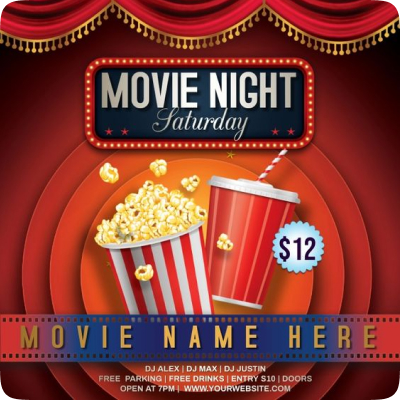 MOVIE NIGHT
Saturday
$12
MOVIE NAME HERE
DJ ALEX | DJ MAX | DJ JUSTIN
FREE PARKING | FREE DRINKS | ENTRY S10 | DOORS
OPEN AT 7PM | WWW.YOURWEBSITE.COM